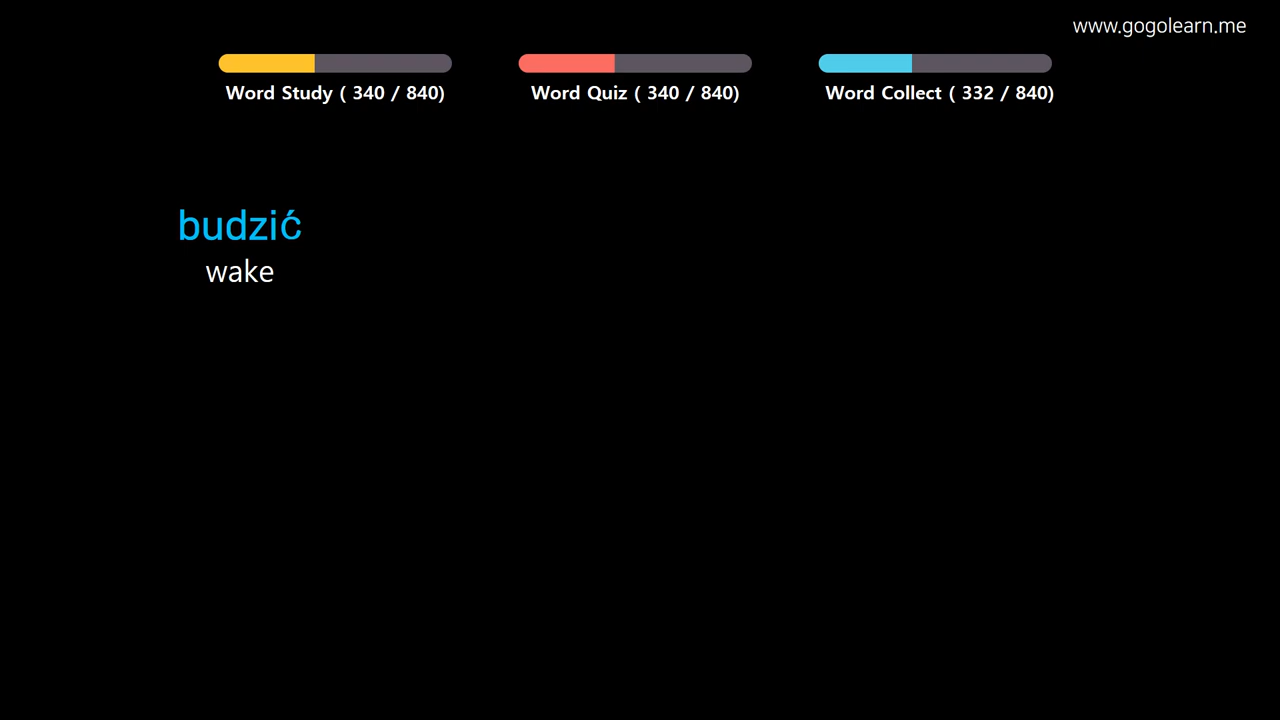 www.gogolearn.me
Word Study ( 340 / 840)
Word Quiz ( 340 / 840)
Word Collect ( 332 / 840)
budzić
wake